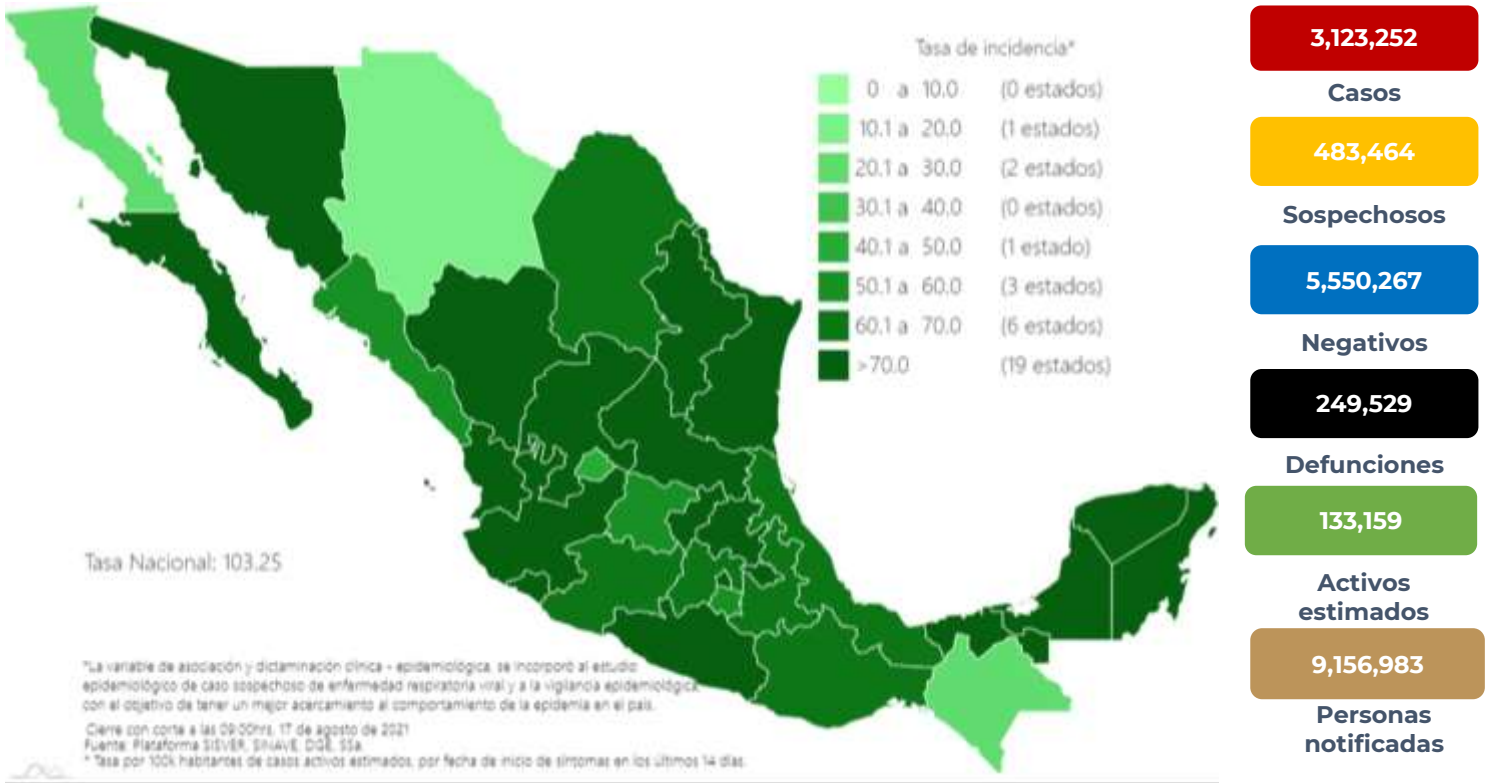 Tasa de incidencia*
0 a 10.0 (0 estados)
10.1 a 20.0 (1 estados)
20.1 a 30.0 (2 estados)
30.1 a 40.0 (0 estados)
40.1 a 50.0 (1 estado)
50.1 a 60.0 (3 estados)
60.1 a 70.0 (6 estados)
>70.0 (19 estados)
Tasa Nacional: 103.25
*La variable de asociación y dictaminación clínica - epidemiológica, se incorporó al estudio
epidemiológico de caso sospechoso de enfermedad respiratoria viral y a la vigilancia epidemiológica,
con el objetivo de tener un mejor acercamiento al comportamiento de la epidemia en el país.
Cierre con corte a las 09:00hrs, 17 de agosto de 2021
Fuente: Plataforma SISVER, SINAVE, DGE, SSa.
* Tasa por 100k habitantes de casos activos estimados, por fecha de inicio de síntomas en los últimos 14 días.
3,123,252
Casos
483,464
Sospechosos
5,550,267
Negativos
249,529
Defunciones
133,159
Activos
estimados
9,156,983
Personas
notificadas